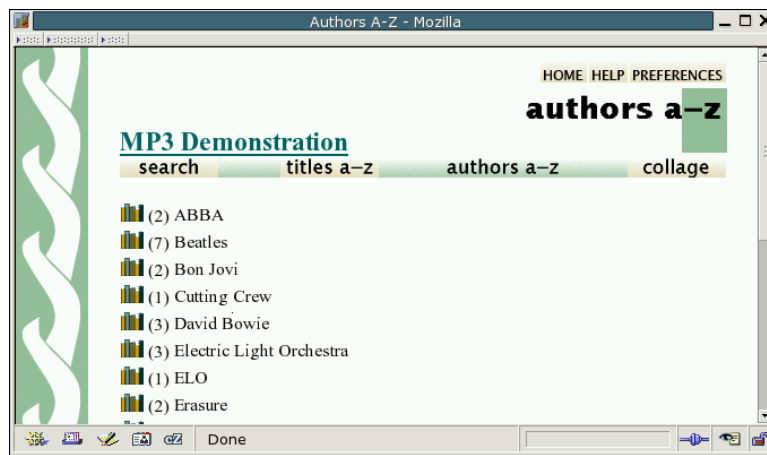 Authors A-Z - Mozilla
HOME HELP PREFERENCES
authors a–z
MP3 Demonstration
search titles a–z authors a–z collage
(2) ABBA
(7) Beatles
(2) Bon Jovi
(1) Cutting Crew
(3) David Bowie
(3) Electric Light Orchestra
(1) ELO
(2) Erasure
Done